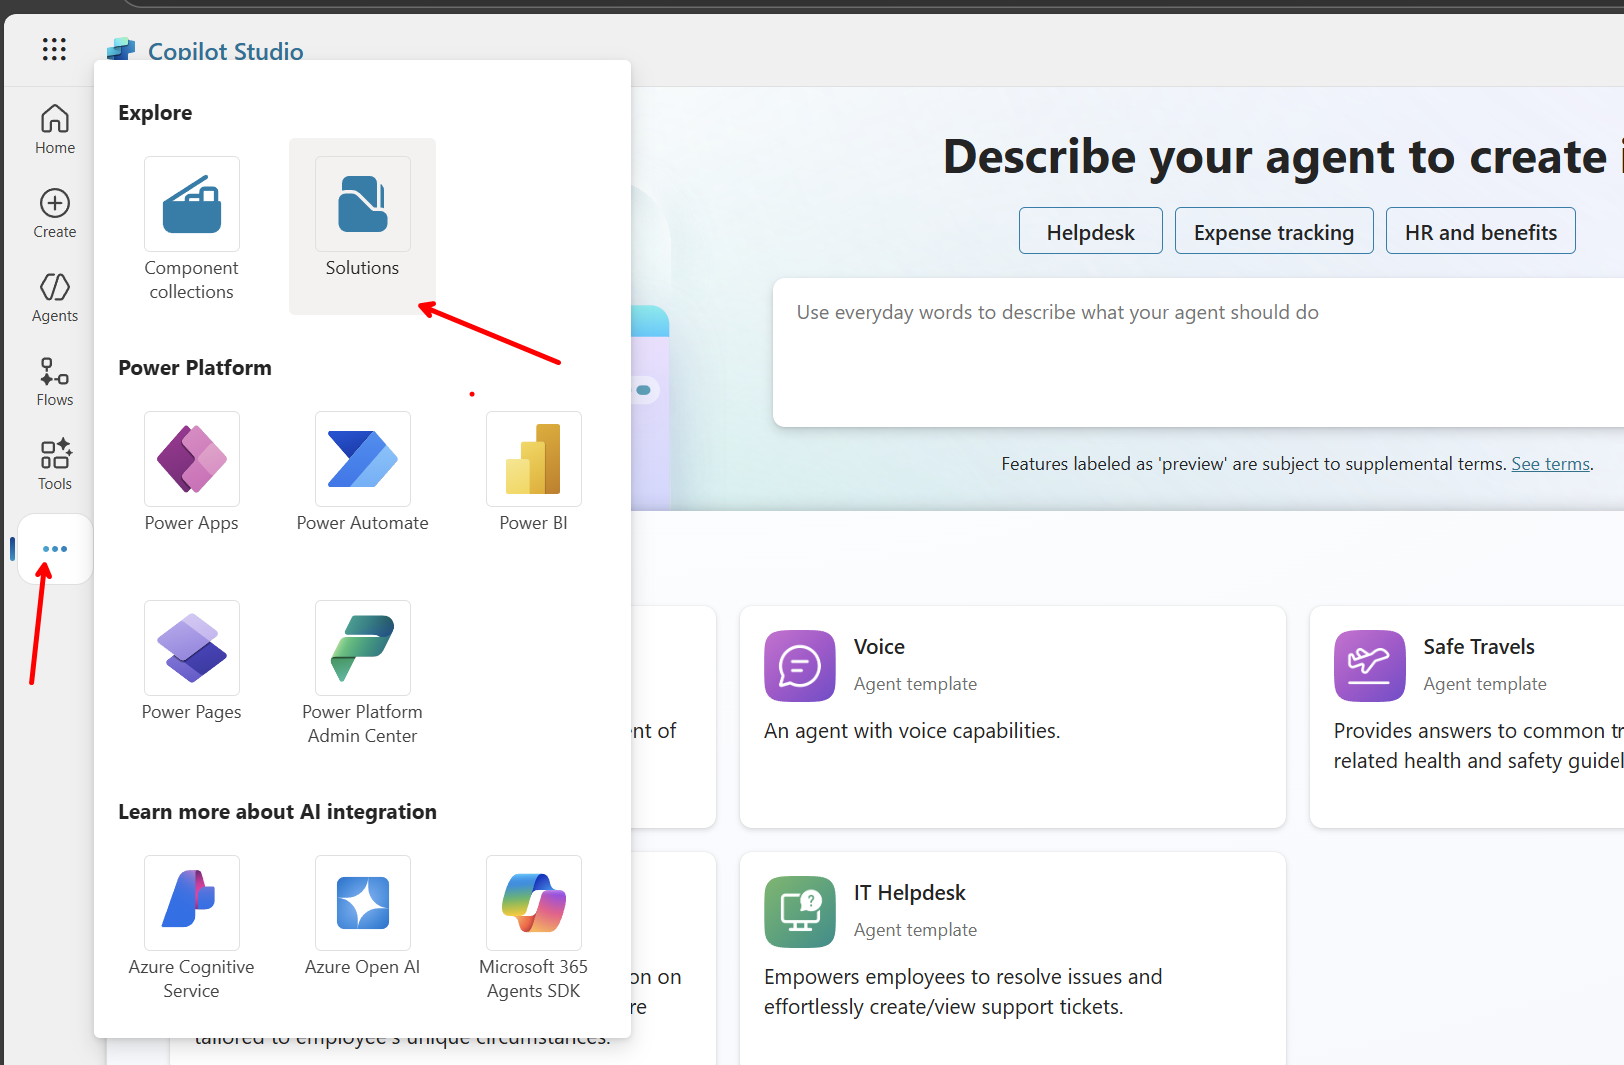 Copilot Studio
Home
Create
Agents
Flows
Tools
Explore
Component
collections
Solutions
Power Platform
Power Apps
Power Automate
Power BI
Power Pages
Power Platform
Admin Center
Learn more about AI integration
Azure Cognitive
Service
Azure Open AI
Microsoft 365
Agents SDK
Describe your agent to create i
Helpdesk
Expense tracking
HR and benefits
Use everyday words to describe what your agent should do
Features labeled as 'preview' are subject to supplemental terms. See terms.
nt of
Voice
Agent template
An agent with voice capabilities.
Safe Travels
Agent template
Provides answers to common tr
related health and safety guidel
on on
re
tailored to employee's unique circumstances.
IT Helpdesk
Agent template
Empowers employees to resolve issues and
effortlessly create/view support tickets.